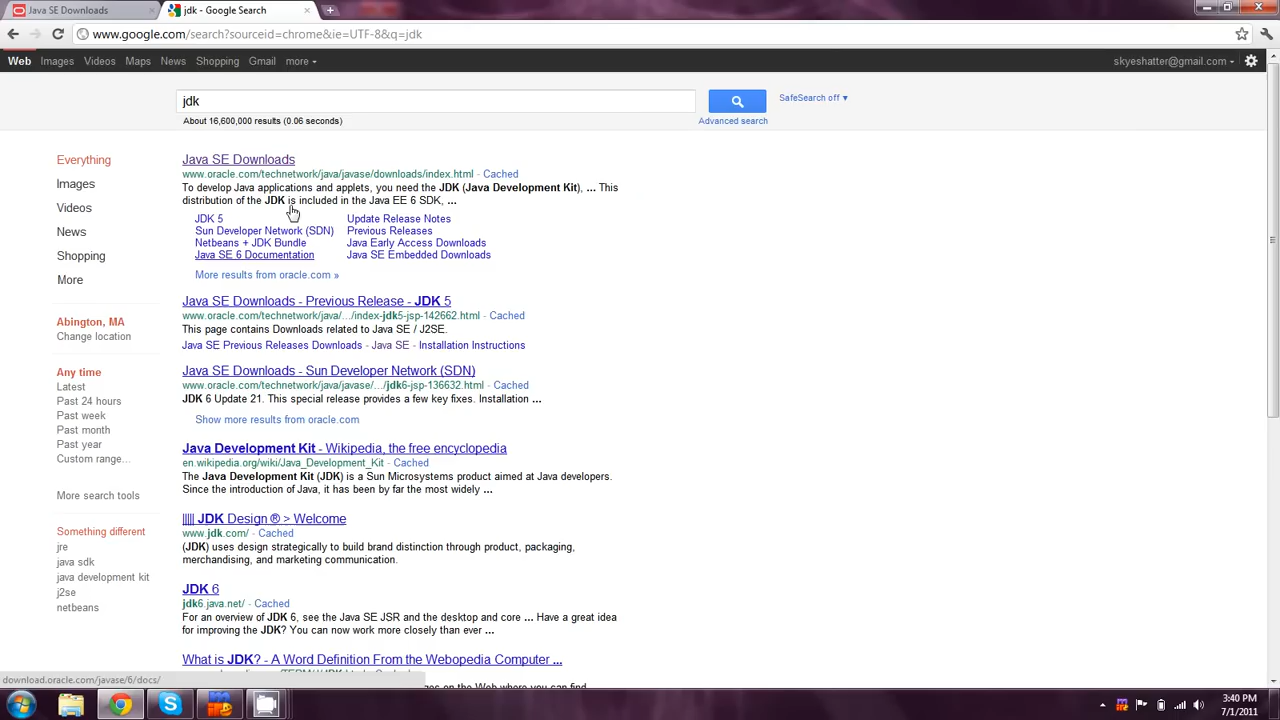 Java SE Downloads
jdk - Google Search
www.google.com/search?sourceid=chrome&ie=UTF-8&q=jdk
Web Images Videos Maps News Shopping Gmail more
skyeshatter@gmail.com
jdk
SafeSearch off ▼
About 16,600,000 results (0.06 seconds)
Advanced search
Everything
Images
Videos
News
Shopping
More
Abington, MA
Change location
Any time
Latest
Past 24 hours
Past week
Past month
Past year
Custom range...
More search tools
Something different
jre
java sdk
java development kit
j2se
netbeans
Java SE Downloads
www.oracle.com/technetwork/java/javase/downloads/index.html - Cached
To develop Java applications and applets, you need the JDK (Java Development Kit), ... This
distribution of the JDK is included in the Java EE 6 SDK, ...
JDK 5 Update Release Notes
Sun Developer Network (SDN) Previous Releases
Netbeans + JDK Bundle Java Early Access Downloads
Java SE 6 Documentation Java SE Embedded Downloads
More results from oracle.com »
Java SE Downloads - Previous Release - JDK 5
www.oracle.com/technetwork/java/.../index-jdk5-jsp-142662.html - Cached
This page contains Downloads related to Java SE / J2SE.
Java SE Previous Releases Downloads - Java SE - Installation Instructions
Java SE Downloads - Sun Developer Network (SDN)
www.oracle.com/technetwork/java/javase/.../jdk6-jsp-136632.html - Cached
JDK 6 Update 21. This special release provides a few key fixes. Installation ...
Show more results from oracle.com
Java Development Kit - Wikipedia, the free encyclopedia
en.wikipedia.org/wiki/Java_Development_Kit - Cached
The Java Development Kit (JDK) is a Sun Microsystems product aimed at Java developers.
Since the introduction of Java, it has been by far the most widely ...
||||| JDK Design ® > Welcome
www.jdk.com/ - Cached
(JDK) uses design strategically to build brand distinction through product, packaging,
merchandising, and marketing communication.
JDK 6
jdk6.java.net/ - Cached
For an overview of JDK 6, see the Java SE JSR and the desktop and core ... Have a great idea
for improving the JDK? You can now work more closely than ever ...
What is JDK? - A Word Definition From the Webopedia Computer ...
download.oracle.com/javase/6/docs/
3:40 PM
7/1/2011